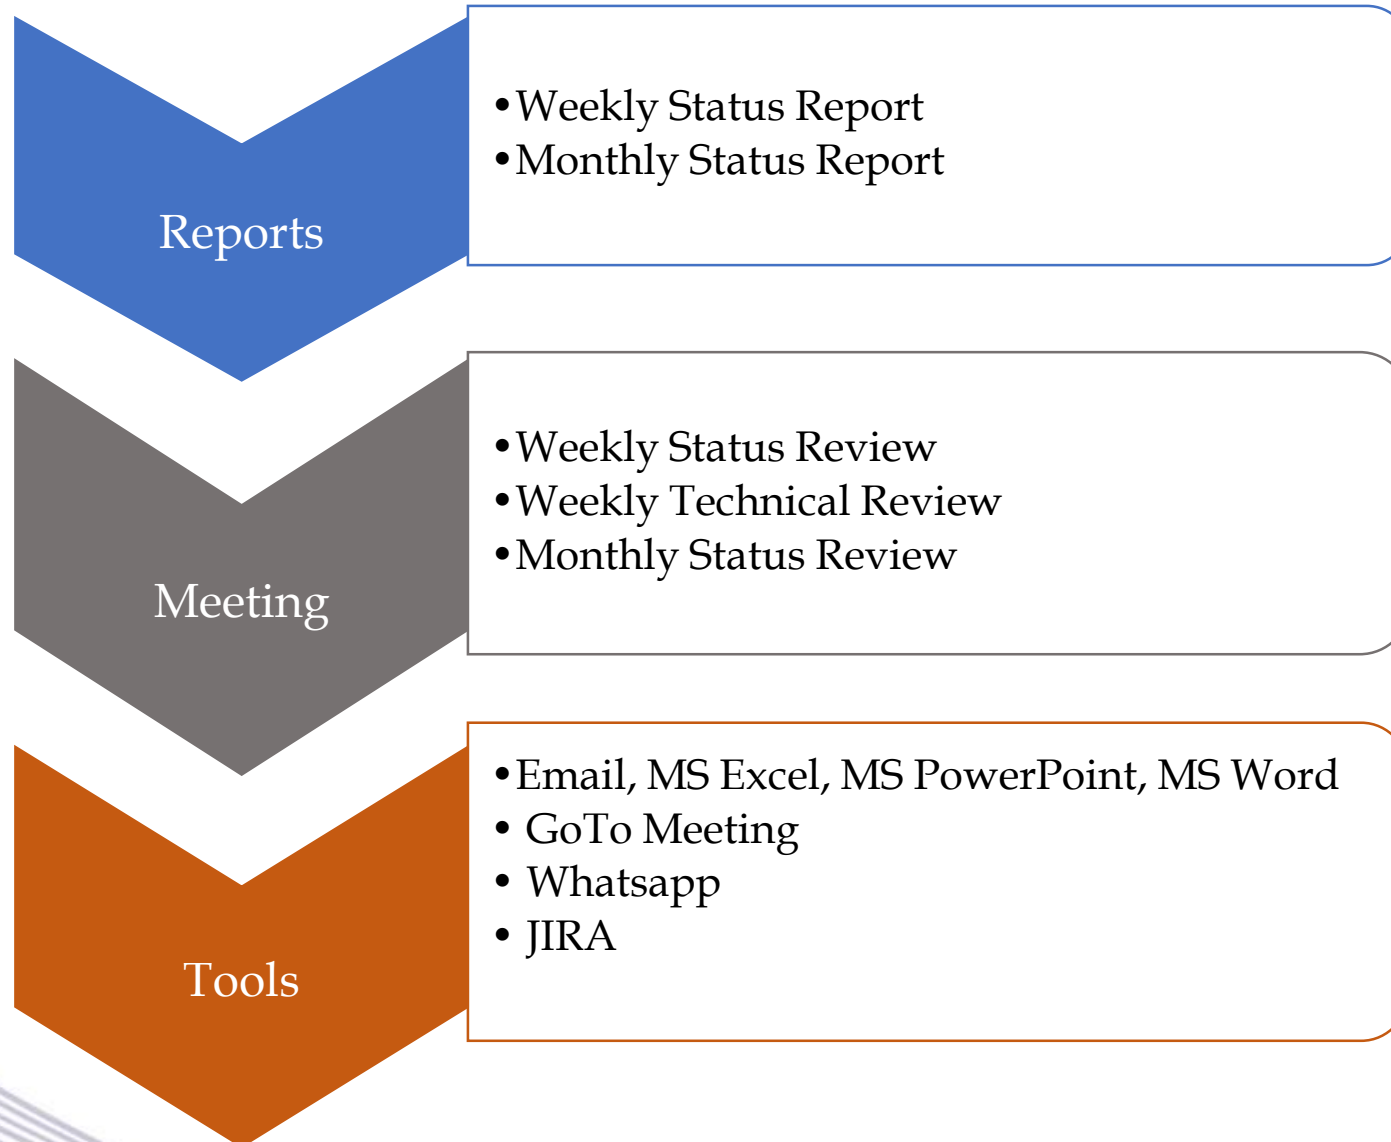 Reports
•Weekly Status Report
•Monthly Status Report
Meeting
•Weekly Status Review
•Weekly Technical Review
•Monthly Status Review
Tools
•Email, MS Excel, MS PowerPoint, MS Word
• GoTo Meeting
• Whatsapp
• JIRA